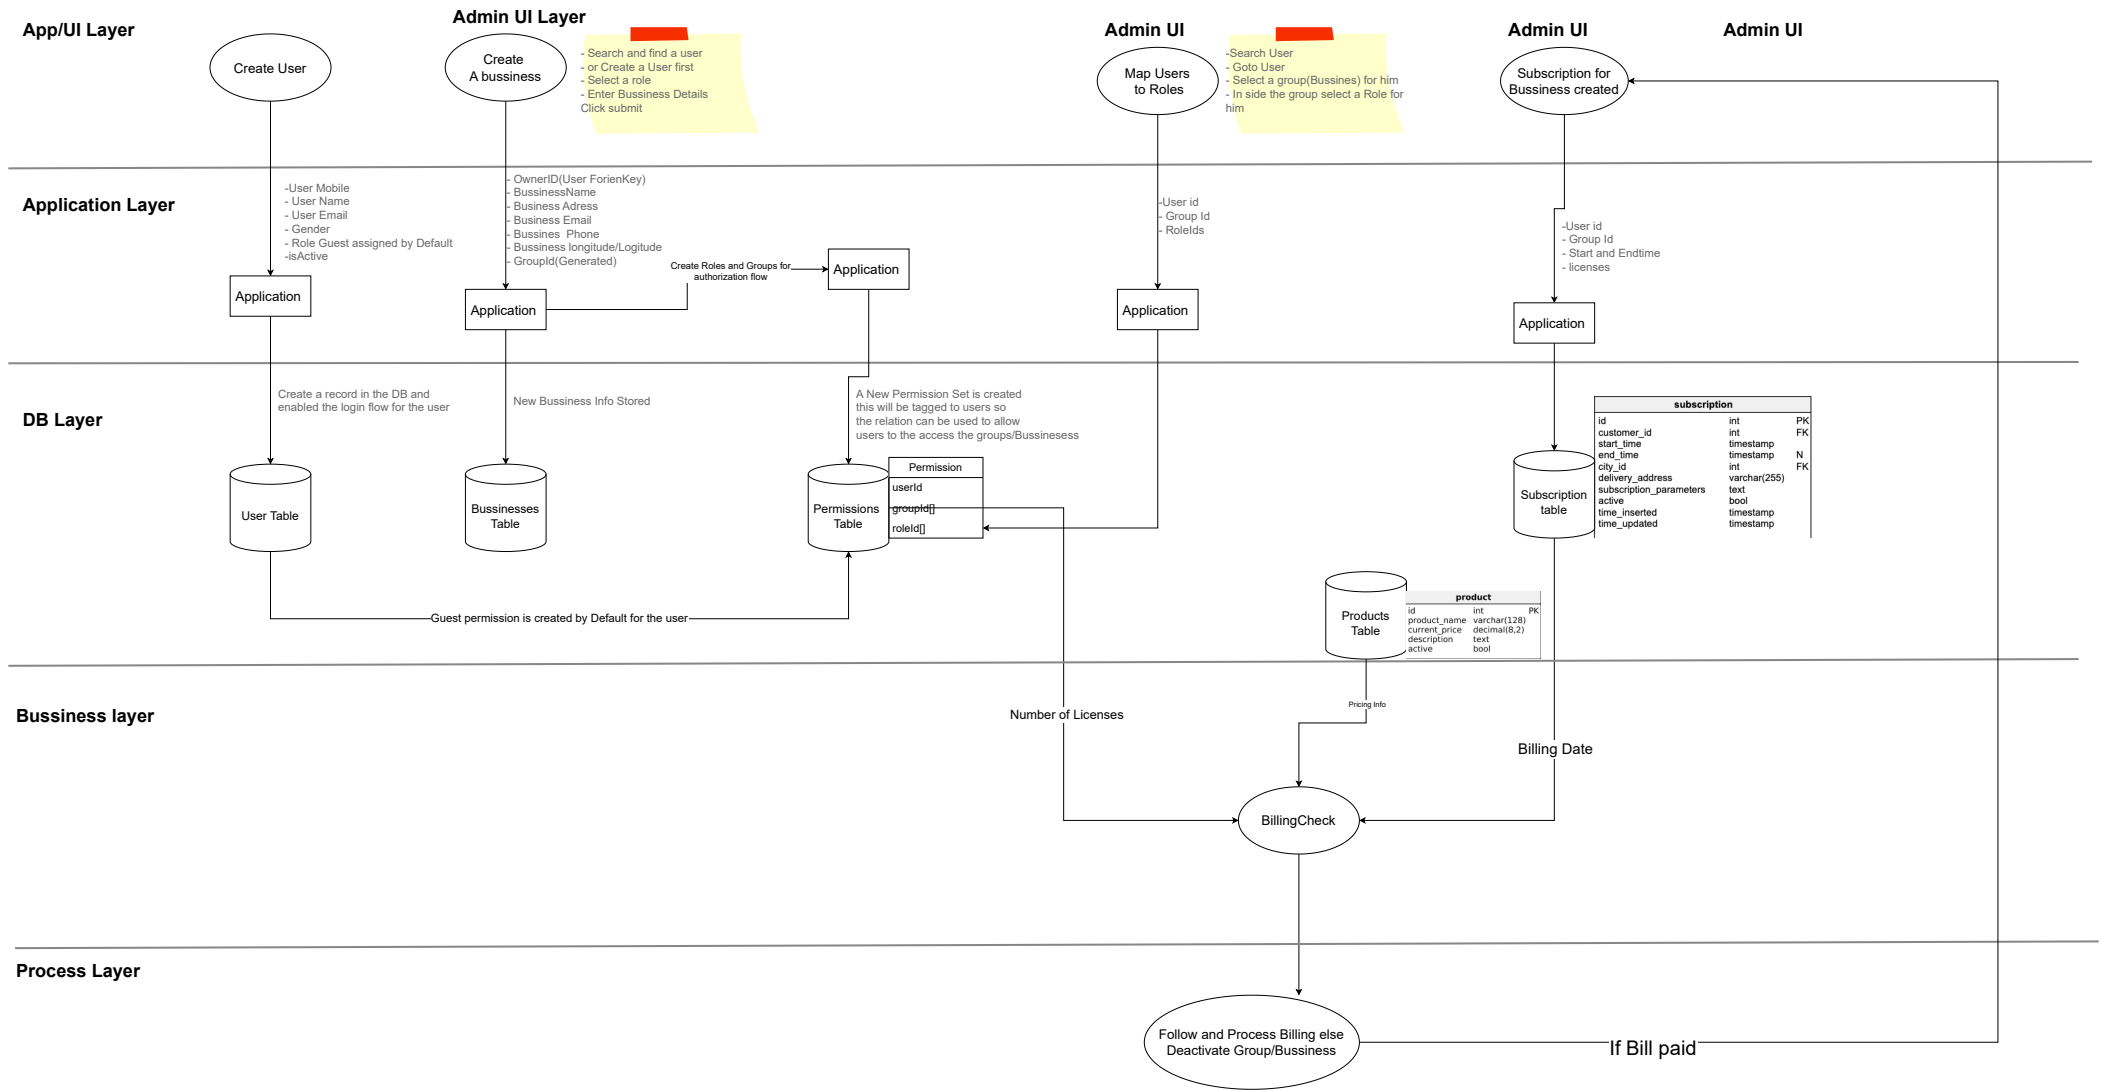 App/UI Layer
Create User
Admin UI Layer
Create
A bussiness
- Search and find a user
- or Create a User first
- Select a role
- Enter Bussiness Details
Click submit
Admin UI
Map Users
to Roles
-Search User
- Goto User
- Select a group(Bussines) for him
- In side the group select a Role for
him
Admin UI
Subscription for
Bussiness created
Admin UI
Application Layer
-User Mobile
- User Name
- User Email
- Gender
- Role Guest assigned by Default
-isActive
Application
- OwnerID(User ForienKey)
- BussinessName
- Business Adress
- Business Email
- Bussines  Phone
- Bussiness longitude/Logitude
- GroupId(Generated)
Application
Create Roles and Groups for
authorization flow
Application
-User id
- Group Id
- RoleIds
Application
-User id
- Group Id
- Start and Endtime
- licenses
Application
DB Layer
Create a record in the DB and
enabled the login flow for the user
User Table
New Bussiness Info Stored
Bussinesses
Table
A New Permission Set is created
this will be tagged to users so
the relation can be used to allow
users to the access the groups/Bussinesess
Permissions
Table
Permission
userId
groupId[]
roleId[]
Guest permission is created by Default for the user
Subscription
table
subscription
id int PK
customer_id int FK
start_time timestamp
end_time timestamp N
city_id int FK
delivery_address varchar(255)
subscription_parameters text
active bool
time_inserted timestamp
time_updated timestamp
Products
Table
product
id int PK
product_name varchar(128)
current_price decimal(8,2)
description text
active bool
Bussiness layer
Number of Licenses
Pricing Info
Billing Date
BillingCheck
Process Layer
Follow and Process Billing else
Deactivate Group/Bussiness
If Bill paid